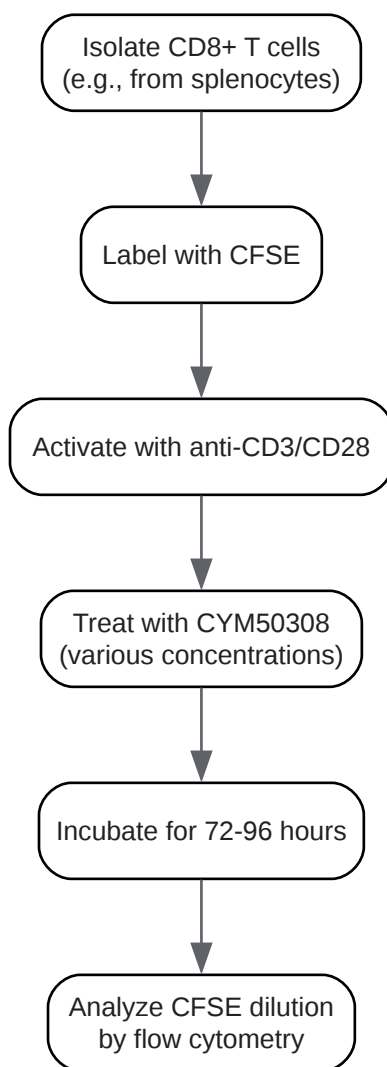 Isolate CD8+ T cells
(e.g., from splenocytes)
Label with CFSE
Activate with anti-CD3/CD28
Treat with CYM50308
(various concentrations)
Incubate for 72-96 hours
Analyze CFSE dilution
by flow cytometry